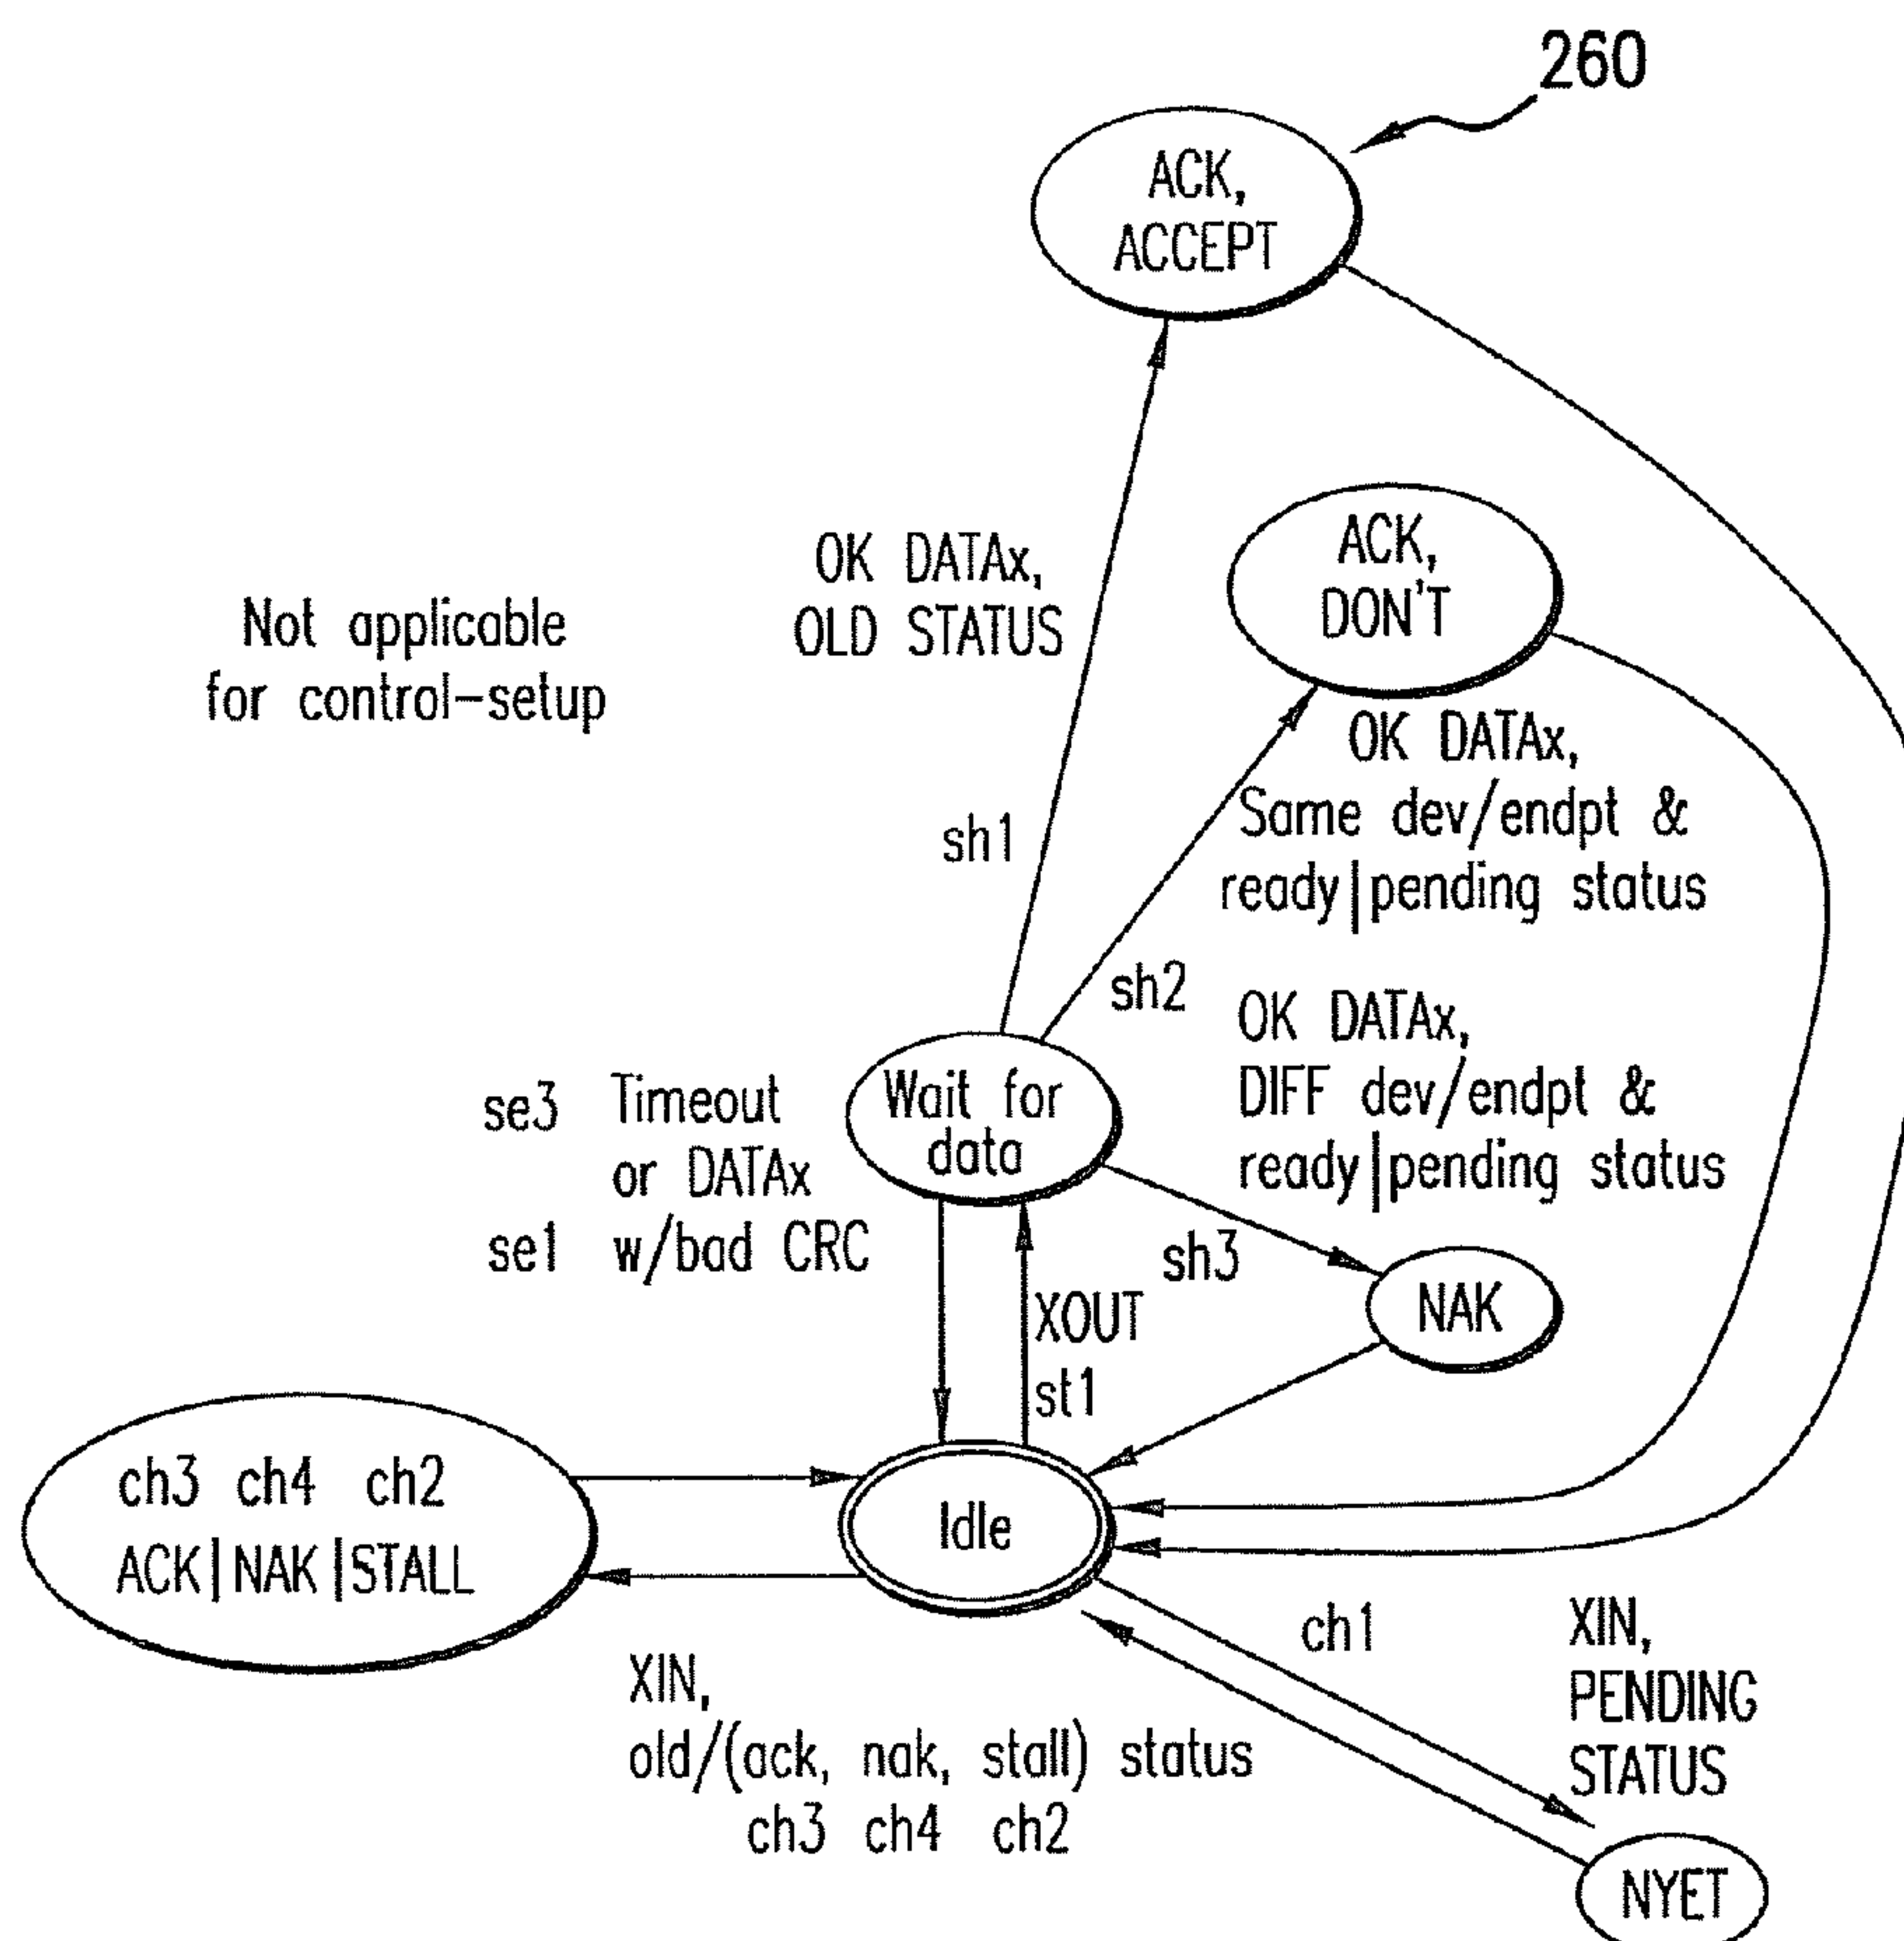 260
ACK,
ACCEPT
OK DATAx,
OLD STATUS
ACK,
DON'T
Not applicable
for control-setup
OK DATAx,
Same dev/endpt &
ready|pending status
sh1
sh2
OK DATAx,
DIFF dev/endpt &
ready|pending status
Wait for
data
se3 Timeout
or DATAx
se1 w/bad CRC
sh3
NAK
XOUT
st1
ch3 ch4 ch2
ACK|NAK|STALL
Idle
ch1
XIN,
PENDING
STATUS
XIN,
old/(ack, nak, stall) status
ch3 ch4 ch2
NYET